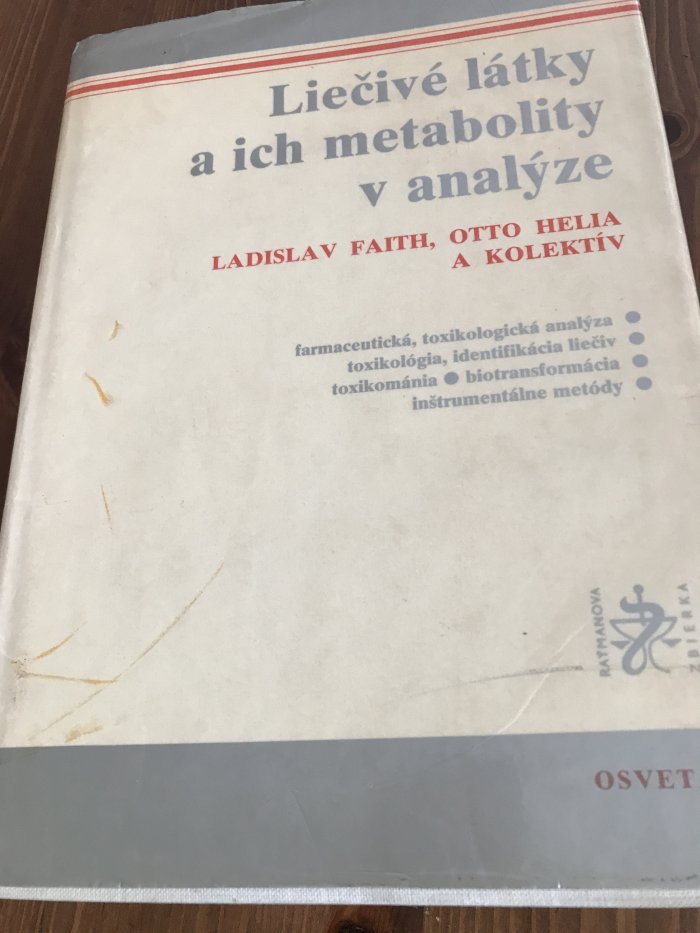 Liečivé látky
a ich metabolity
v analýze
LADISLAV FAITH, OTTO HELIA
A KOLEKTÍV
farmaceutická, toxikologická analýza ●
toxikológia, identifikácia liečiv ●
toxikománia ● biotransformácia ●
inštrumentálne metódy ●
RAYMANOVA
ZBIERKA
OSVET